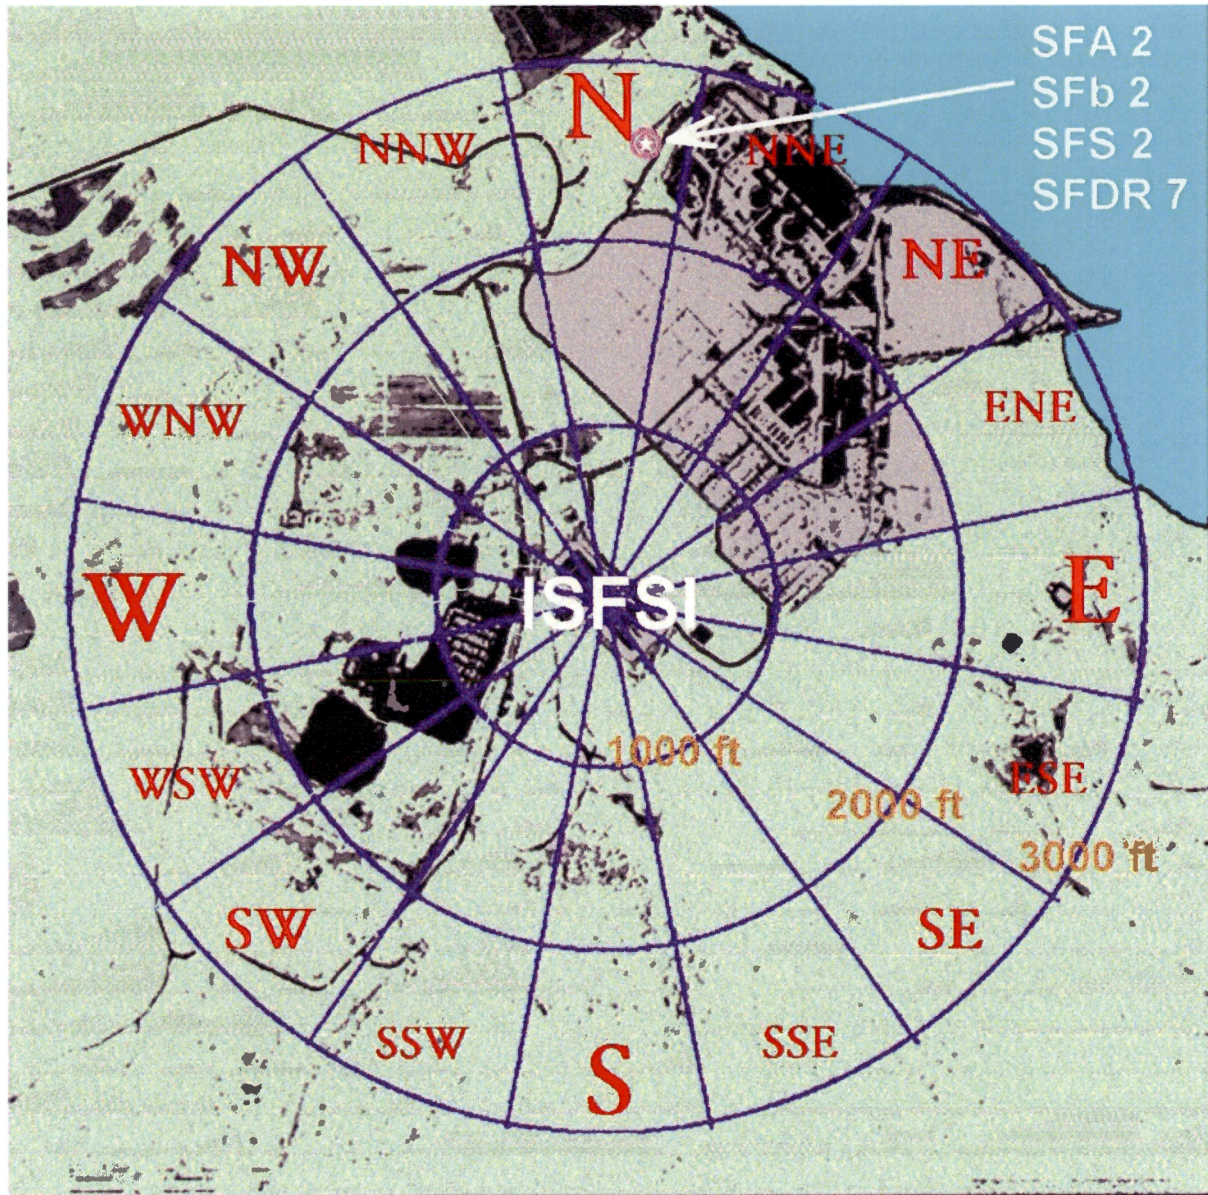 SFA 2
SFb 2
SFS 2
SFDR 7
N
NNW
NNE
NW
NE
WNW
ENE
W
ISFSI
E
1000 ft
WSW
ESE
2000 ft
3000 ft
SW
SE
SSW
SSE
S